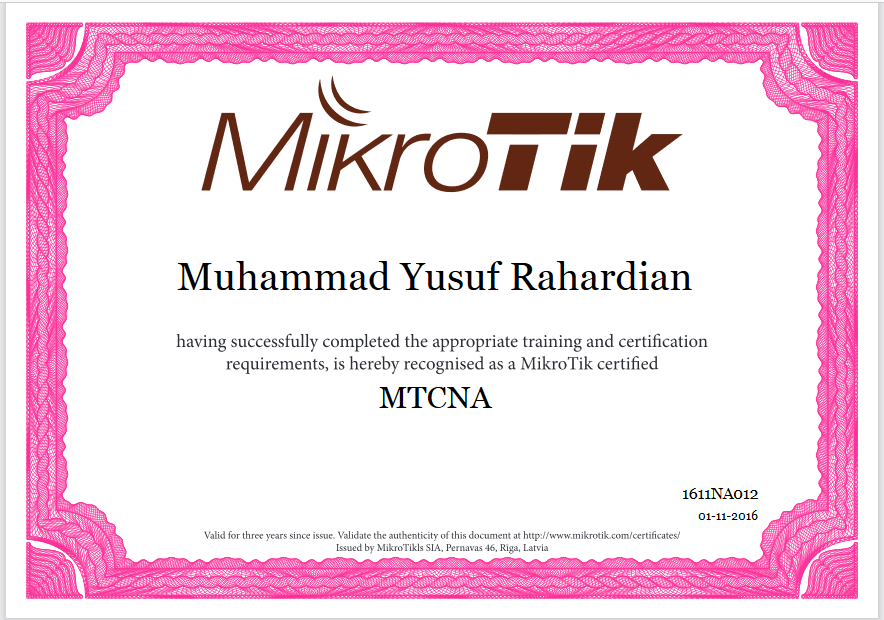 MikroTik
Muhammad Yusuf Rahardian
having successfully completed the appropriate training and certification
requirements, is hereby recognised as a MikroTik certified
MTCNA
1611NA012
01-11-2016
Valid for three years since issue. Validate the authenticity of this document at http://www.mikrotik.com/certificates/
Issued by MikroTikls SIA, Pernavas 46, Riga, Latvia